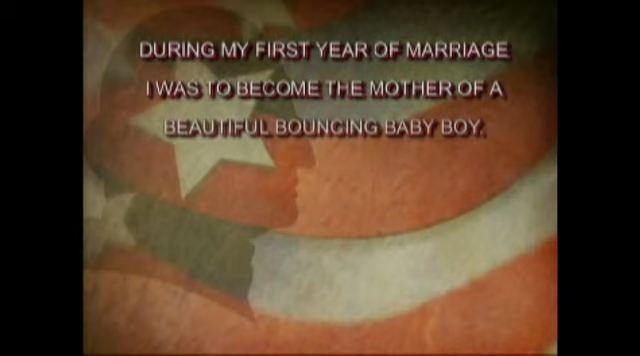 DURING MY FIRST YEAR OF MARRIAGE
I WAS TO BECOME THE MOTHER OF A
BEAUTIFUL BOUNCING BABY BOY.